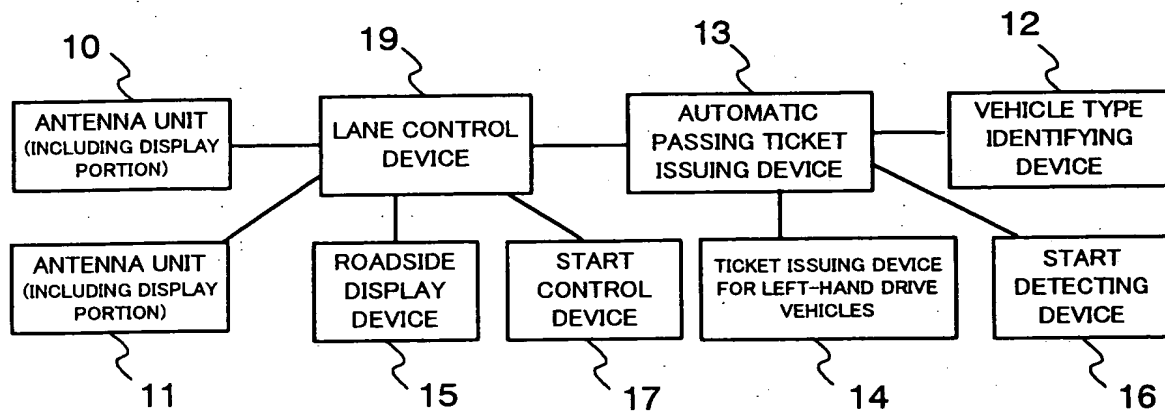 10
19
13
12
ANTENNA UNIT
(INCLUDING DISPLAY
PORTION)
LANE CONTROL
DEVICE
AUTOMATIC
PASSING TICKET
ISSUING DEVICE
VEHICLE TYPE
IDENTIFYING
DEVICE
ANTENNA UNIT
(INCLUDING DISPLAY
PORTION)
ROADSIDE
DISPLAY
DEVICE
START
CONTROL
DEVICE
TICKET ISSUING DEVICE
FOR LEFT-HAND DRIVE
VEHICLES
START
DETECTING
DEVICE
11
15
17
14
16